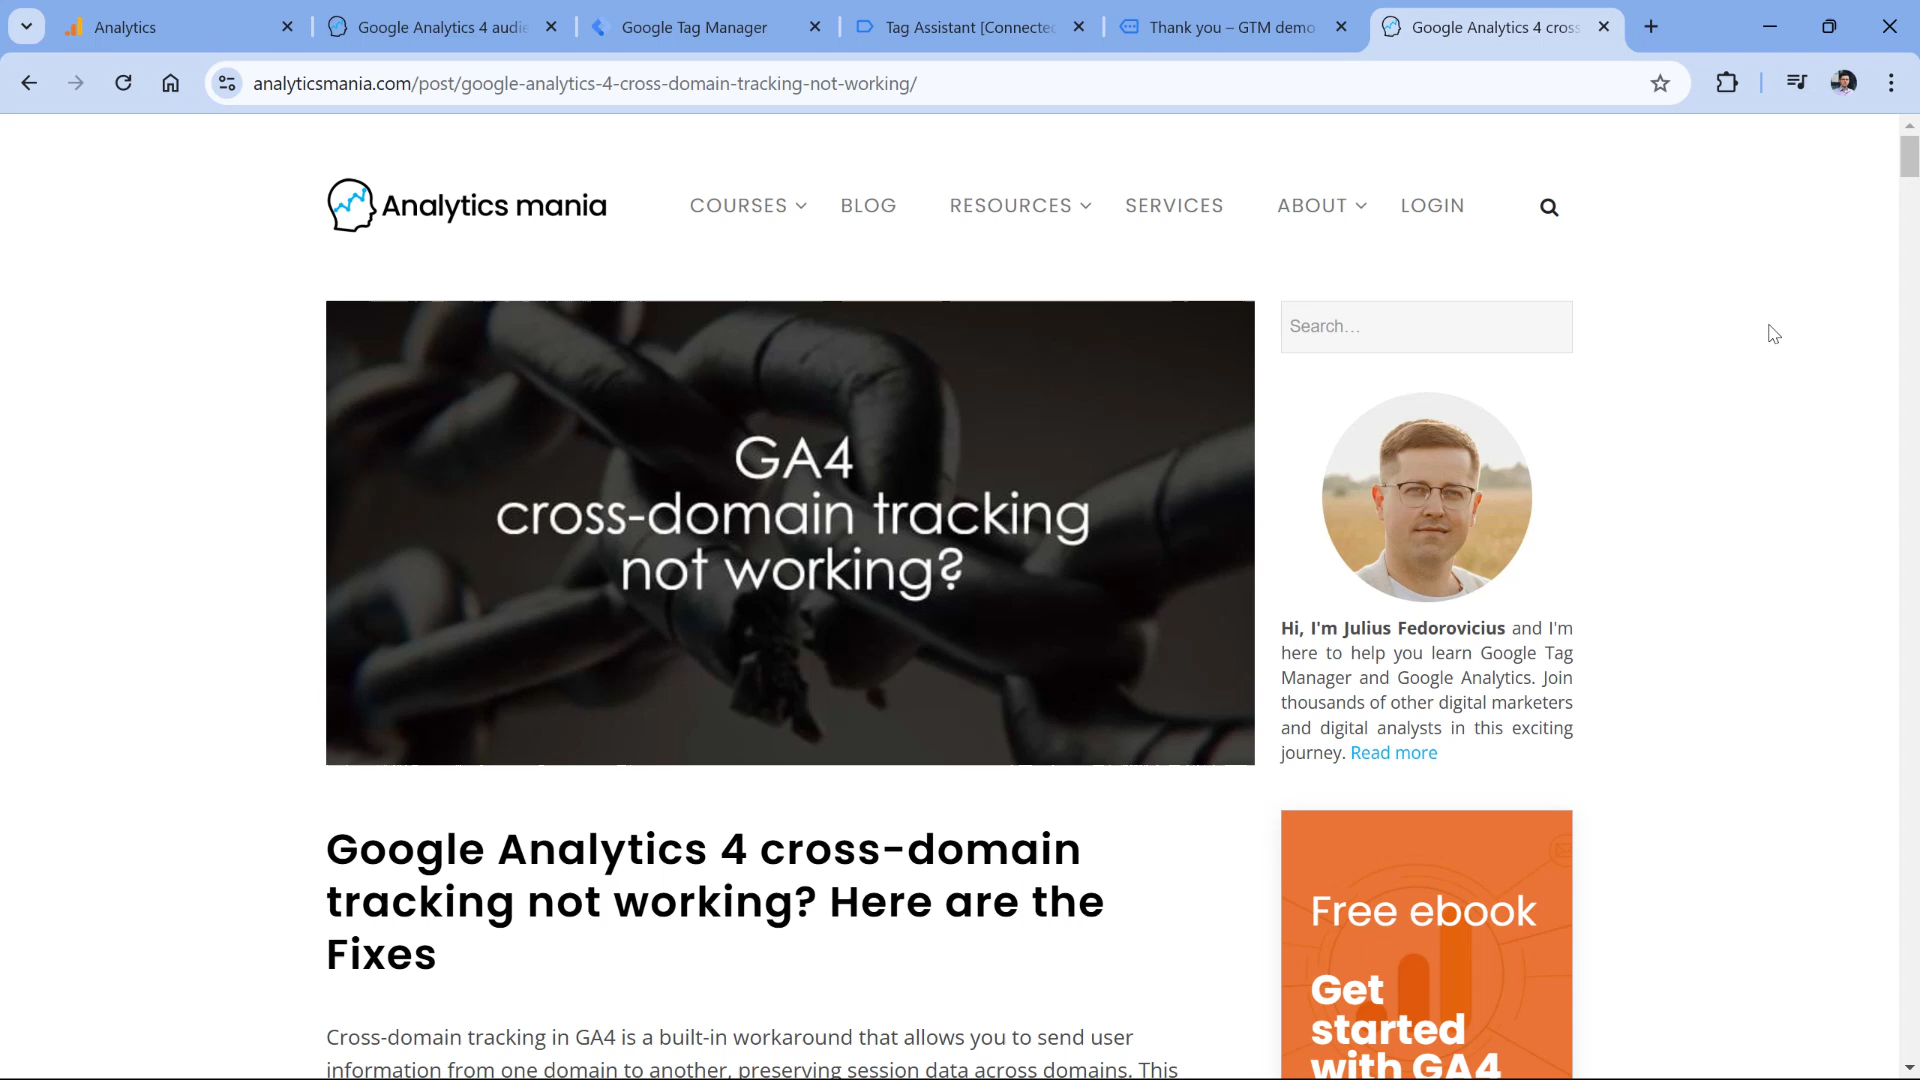 Analytics
Google Analytics 4 audie
Google Tag Manager
Tag Assistant [Connected
Thank you – GTM demo
Google Analytics 4 cross
analyticsmania.com/post/google-analytics-4-cross-domain-tracking-not-working/
Analytics mania
COURSES
BLOG
RESOURCES
SERVICES
ABOUT
LOGIN
GA4
cross-domain tracking
not working?
Search…
Hi, I'm Julius Fedorovicius and I'm
here to help you learn Google Tag
Manager and Google Analytics. Join
thousands of other digital marketers
and digital analysts in this exciting
journey. Read more
Google Analytics 4 cross-domain
tracking not working? Here are the
Fixes
Cross-domain tracking in GA4 is a built-in workaround that allows you to send user
information from one domain to another, preserving session data across domains. This
Free ebook
Get
started
with GA4